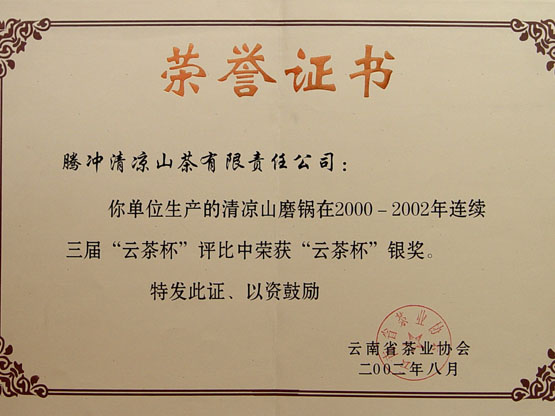 荣誉证书
腾冲清凉山茶有限责任公司：
你单位生产的清凉山磨锅在2000－2002年连续
三届“云茶杯”评比中荣获“云茶杯”银奖。
特发此证、以资鼓励
云南省茶业协会
二00二年八月